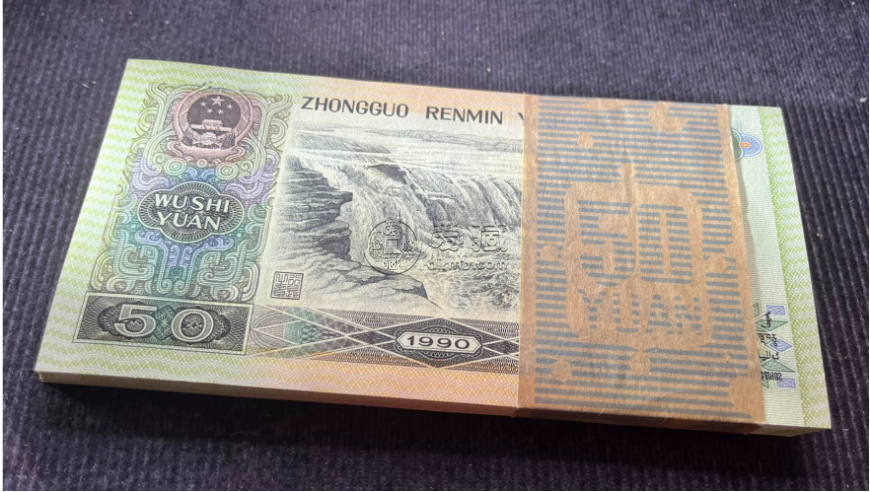 ZHONGGUO RENMIN Y
WU SHI
YUAN
50
1990
50
YUAN